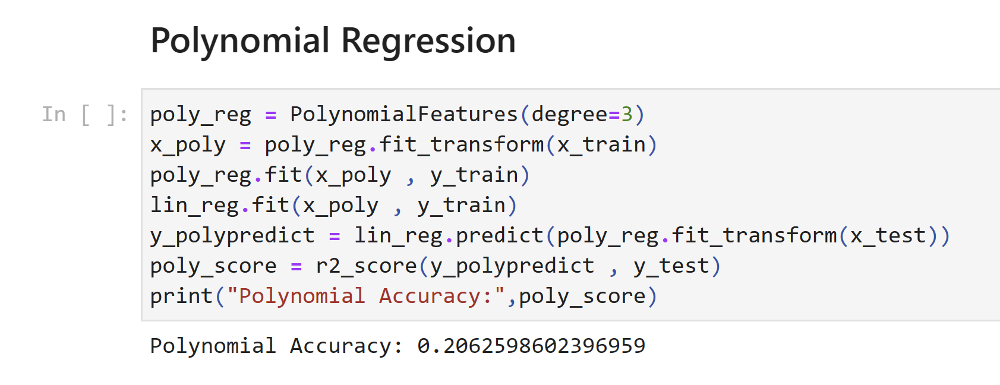 Polynomial Regression
In [ ]:
poly_reg = PolynomialFeatures(degree=3)
x_poly = poly_reg.fit_transform(x_train)
poly_reg.fit(x_poly , y_train)
lin_reg.fit(x_poly , y_train)
y_polypredict = lin_reg.predict(poly_reg.fit_transform(x_test))
poly_score = r2_score(y_polypredict , y_test)
print("Polynomial Accuracy:",poly_score)
Polynomial Accuracy: 0.2062598602396959